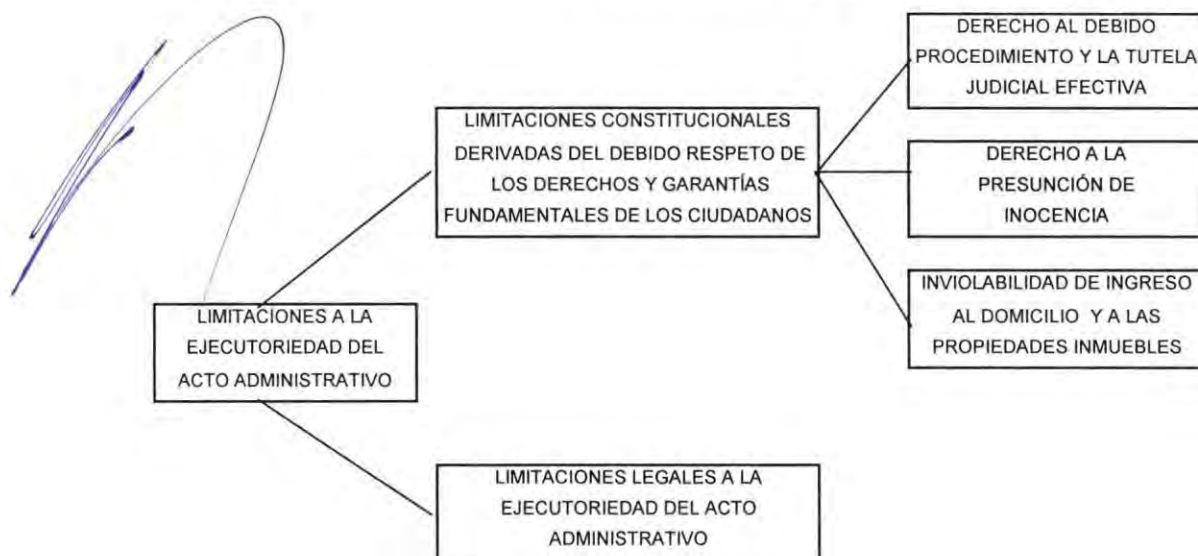 DERECHO AL DEBIDO
PROCEDIMIENTO Y LA TUTELA
JUDICIAL EFECTIVA
LIMITACIONES CONSTITUCIONALES
DERIVADAS DEL DEBIDO RESPETO DE
LOS DERECHOS Y GARANTÍAS
FUNDAMENTALES DE LOS CIUDADANOS
DERECHO A LA
PRESUNCIÓN DE
INOCENCIA
INVIOLABILIDAD DE INGRESO
AL DOMICILIO Y A LAS
PROPIEDADES INMUEBLES
LIMITACIONES A LA
EJECUTORIEDAD DEL
ACTO ADMINISTRATIVO
LIMITACIONES LEGALES A LA
EJECUTORIEDAD DEL ACTO
ADMINISTRATIVO